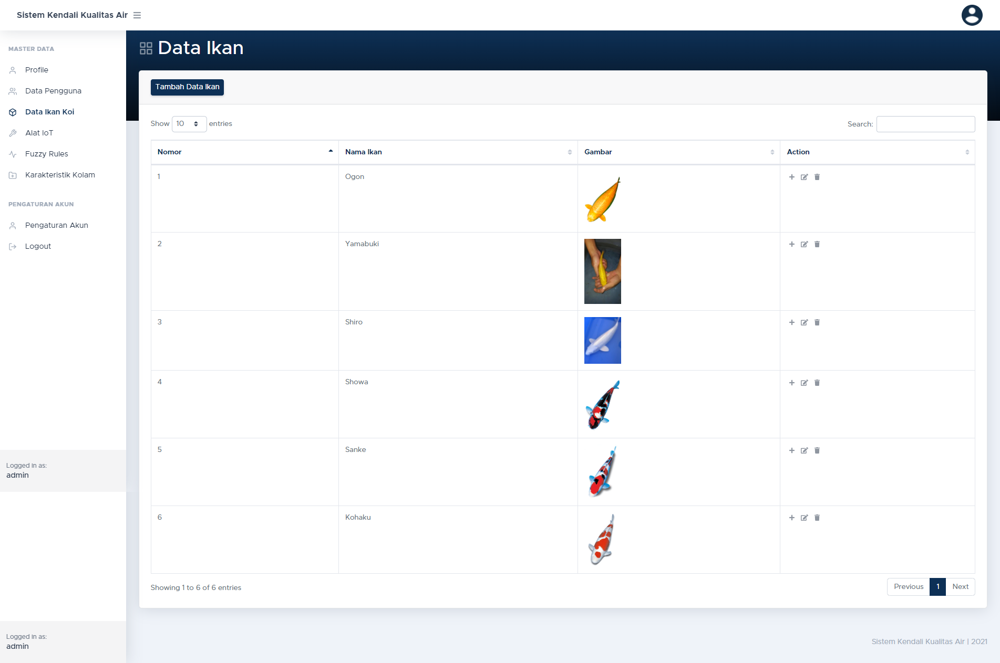 Sistem Kendali Kualitas Air
MASTER DATA
Profile
Data Pengguna
Data Ikan Koi
Alat IoT
Fuzzy Rules
Karakteristik Kolam
PENGATURAN AKUN
Pengaturan Akun
Logout
Logged in as:
admin
Logged in as:
admin
Data Ikan
Tambah Data Ikan
Show 10 entries
Search:
Nomor Nama Ikan Gambar Action
1 Ogon
2 Yamabuki
3 Shiro
4 Showa
5 Sanke
6 Kohaku
Showing 1 to 6 of 6 entries
Previous 1 Next
Sistem Kendali Kualitas Air | 2021